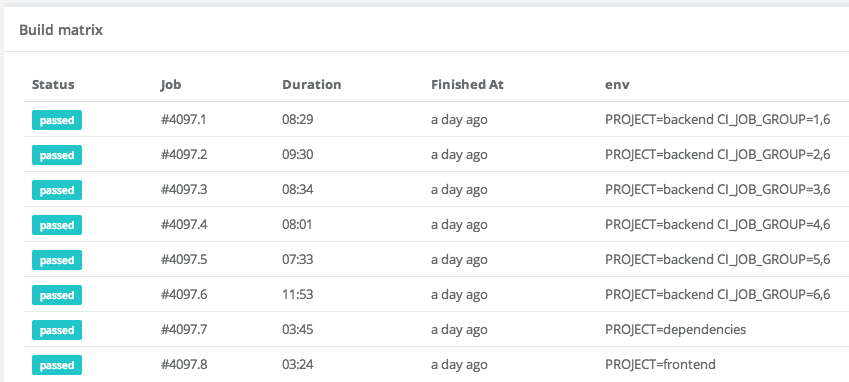 Build matrix
Status Job Duration Finished At env
passed #4097.1 08:29 a day ago PROJECT=backend CI_JOB_GROUP=1,6
passed #4097.2 09:30 a day ago PROJECT=backend CI_JOB_GROUP=2,6
passed #4097.3 08:34 a day ago PROJECT=backend CI_JOB_GROUP=3,6
passed #4097.4 08:01 a day ago PROJECT=backend CI_JOB_GROUP=4,6
passed #4097.5 07:33 a day ago PROJECT=backend CI_JOB_GROUP=5,6
passed #4097.6 11:53 a day ago PROJECT=backend CI_JOB_GROUP=6,6
passed #4097.7 03:45 a day ago PROJECT=dependencies
passed #4097.8 03:24 a day ago PROJECT=frontend